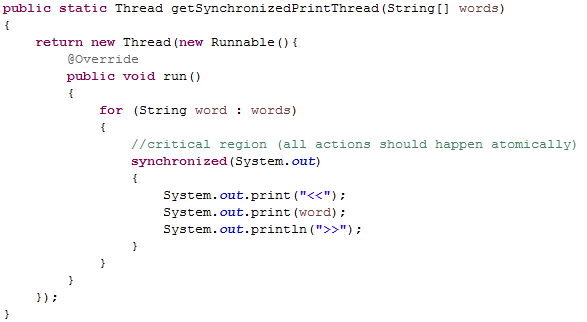 public static Thread getSynchronizedPrintThread(String[] words)
{
    return new Thread(new Runnable(){
        @Override
        public void run()
        {
            for (String word : words)
            {
                //critical region (all actions should happen atomically)
                synchronized(System.out)
                {
                    System.out.print("<<");
                    System.out.print(word);
                    System.out.println(">>");
                }
            }
        }
    });
}